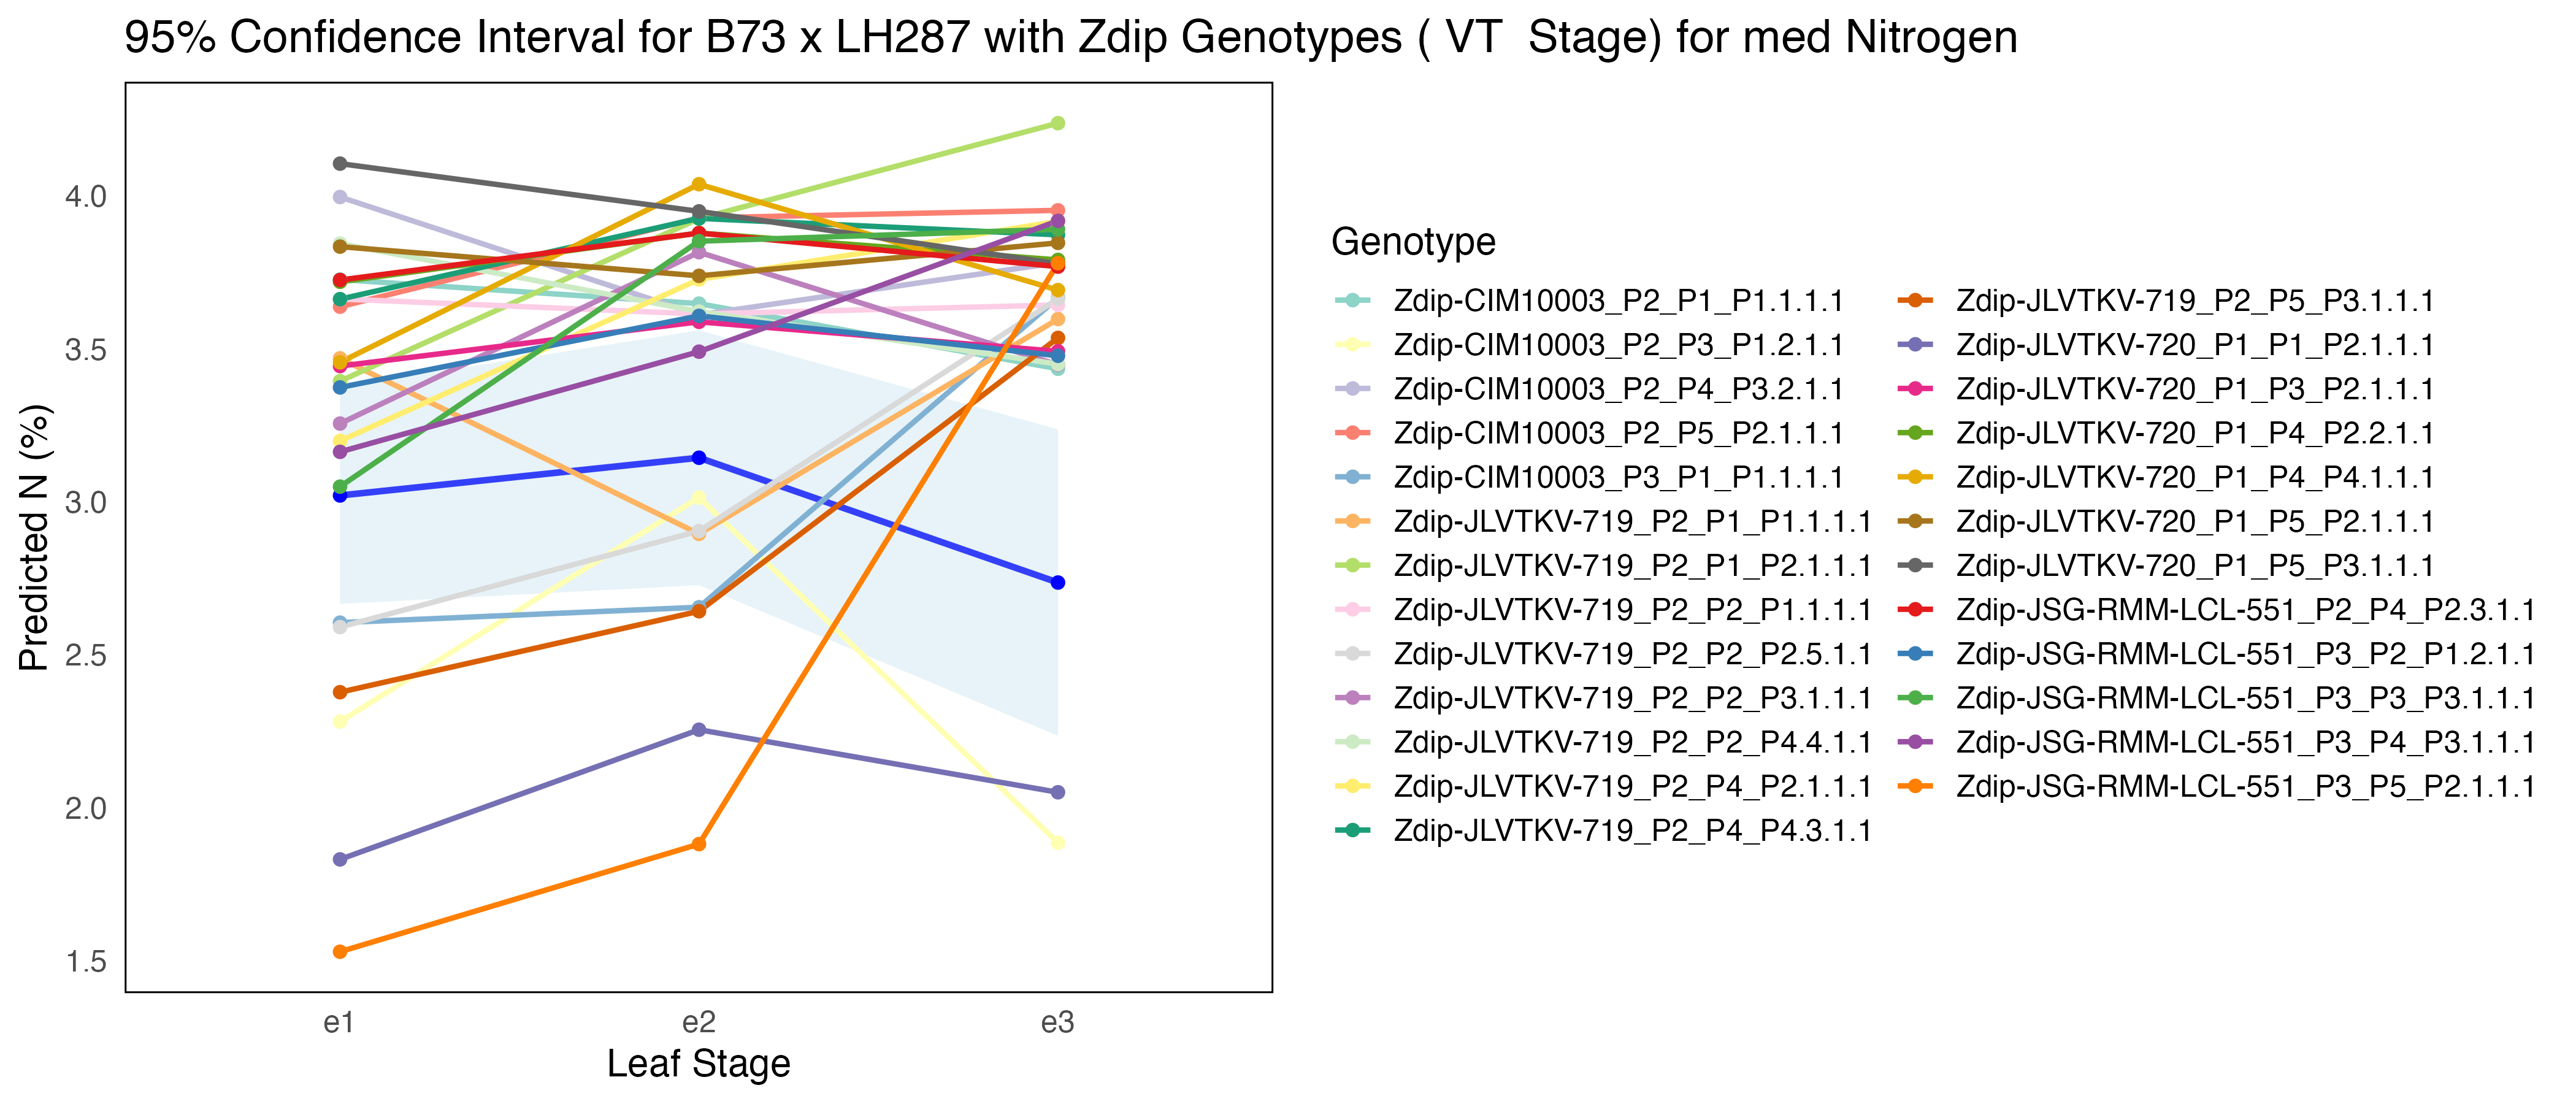 95% Confidence Interval for B73 x LH287 with Zdip Genotypes ( VT  Stage) for med Nitrogen
Predicted N (%)
4.0
3.5
3.0
2.5
2.0
1.5
e1
e2
e3
Leaf Stage
Genotype
Zdip-CIM10003_P2_P1_P1.1.1.1
Zdip-CIM10003_P2_P3_P1.2.1.1
Zdip-CIM10003_P2_P4_P3.2.1.1
Zdip-CIM10003_P2_P5_P2.1.1.1
Zdip-CIM10003_P3_P1_P1.1.1.1
Zdip-JLVTKV-719_P2_P1_P1.1.1.1
Zdip-JLVTKV-719_P2_P1_P2.1.1.1
Zdip-JLVTKV-719_P2_P2_P1.1.1.1
Zdip-JLVTKV-719_P2_P2_P2.5.1.1
Zdip-JLVTKV-719_P2_P2_P3.1.1.1
Zdip-JLVTKV-719_P2_P2_P4.4.1.1
Zdip-JLVTKV-719_P2_P4_P2.1.1.1
Zdip-JLVTKV-719_P2_P4_P4.3.1.1
Zdip-JLVTKV-719_P2_P5_P3.1.1.1
Zdip-JLVTKV-720_P1_P1_P2.1.1.1
Zdip-JLVTKV-720_P1_P3_P2.1.1.1
Zdip-JLVTKV-720_P1_P4_P2.2.1.1
Zdip-JLVTKV-720_P1_P4_P4.1.1.1
Zdip-JLVTKV-720_P1_P5_P2.1.1.1
Zdip-JLVTKV-720_P1_P5_P3.1.1.1
Zdip-JSG-RMM-LCL-551_P2_P4_P2.3.1.1
Zdip-JSG-RMM-LCL-551_P3_P2_P1.2.1.1
Zdip-JSG-RMM-LCL-551_P3_P3_P3.1.1.1
Zdip-JSG-RMM-LCL-551_P3_P4_P3.1.1.1
Zdip-JSG-RMM-LCL-551_P3_P5_P2.1.1.1